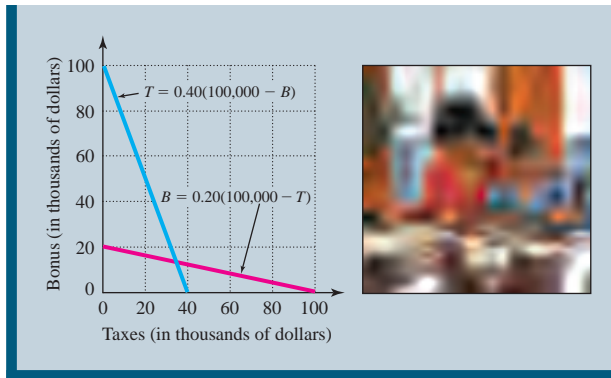 Bonus (in thousands of dollars)
100
80
60
40
20
0
T = 0.40(100,000 − B)
B = 0.20(100,000 − T)
0 20 40 60 80 100
Taxes (in thousands of dollars)